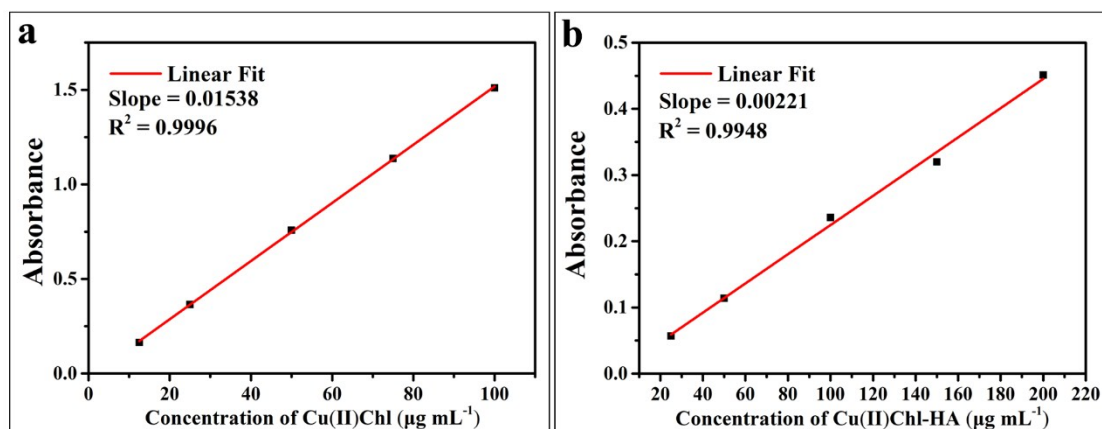 a
Linear Fit
Slope = 0.01538
R² = 0.9996
1.5
1.0
0.5
0.0
Absorbance
0 20 40 60 80 100
Concentration of Cu(II)Chl (µg mL⁻¹)
b
Linear Fit
Slope = 0.00221
R² = 0.9948
0.5
0.4
0.3
0.2
0.1
0.0
Absorbance
20 40 60 80 100 120 140 160 180 200 220
Concentration of Cu(II)Chl-HA (µg mL⁻¹)